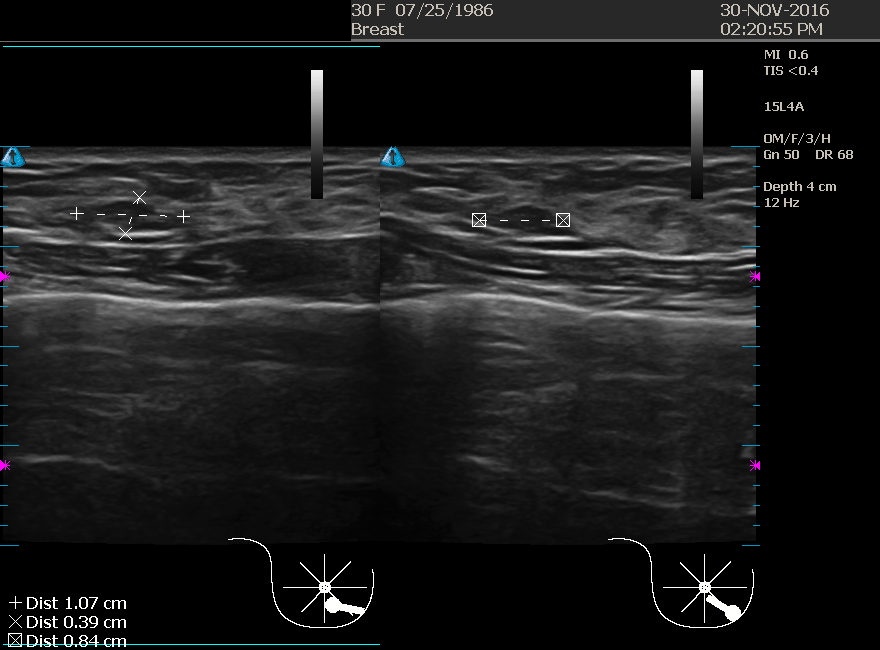 30 F 07/25/1986
30-NOV-2016
Breast
02:20:55 PM
MI 0.6
TIS <0.4
15L4A
OM/F/3/H
Gn 50 DR 68
Depth 4 cm
12 Hz
Dist 1.07 cm
Dist 0.39 cm
Dist 0.84 cm